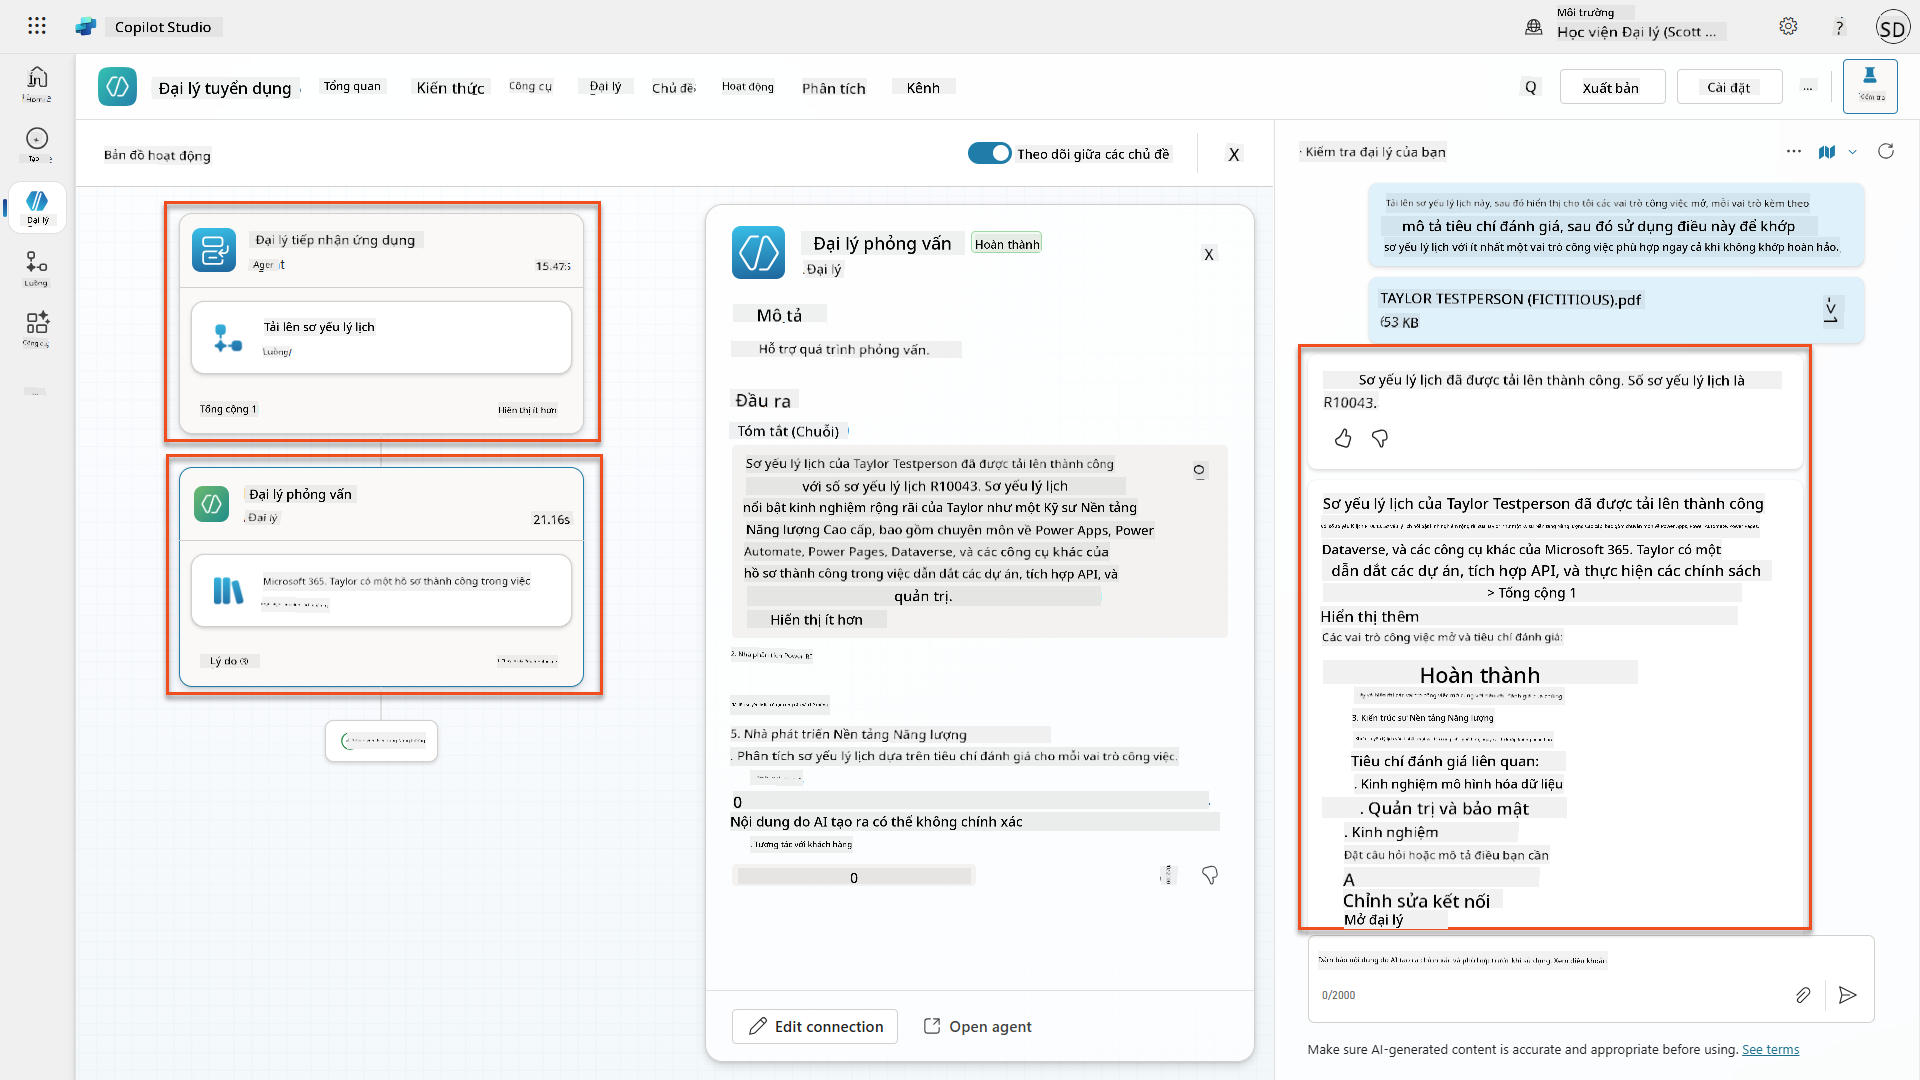 Copilot Studio
Môi trường
Học viện Đại lý (Scott ...
?
SD
Đại lý tuyển dụng
Tổng quan
Kiến thức
Công cụ
Đại lý
Chủ đề
Hoạt động
Phân tích
Kênh
Q
Xuất bản
Cài đặt
...
Tạo
Đại lý
Luồng
Bản đồ hoạt động
Theo dõi giữa các chủ đề
X
Đại lý tiếp nhận ứng dụng
Tải lên sơ yếu lý lịch
Luồng/
Tổng cộng 1
Hiển thị ít hơn
Đại lý phỏng vấn
Đại lý
21.16s
Microsoft 365. Taylor có một hồ sơ thành công trong việc
Lý do
Đại lý phỏng vấn
Hoàn thành
. Đại lý
X
Mô tả
Hỗ trợ quá trình phỏng vấn.
Đầu ra
Tóm tắt (Chuỗi)
Sơ yếu lý lịch của Taylor Testperson đã được tải lên thành công
với số sơ yếu lý lịch R10043. Sơ yếu lý lịch
nổi bật kinh nghiệm rộng rãi của Taylor như một Kỹ sư Nền tảng
Năng lượng Cao cấp, bao gồm chuyên môn về Power Apps, Power
Automate, Power Pages, Dataverse, và các công cụ khác của
hồ sơ thành công trong việc dẫn dắt các dự án, tích hợp API, và
quản trị.
Hiển thị ít hơn
2. Nhà phân tích Power BI
5. Nhà phát triển Nền tảng Năng lượng
. Phân tích sơ yếu lý lịch dựa trên tiêu chí đánh giá cho mỗi vai trò công việc.
0
Nội dung do AI tạo ra có thể không chính xác
. Tương tác với khách hàng
0
Edit connection
Open agent
Kiểm tra đại lý của bạn
Tải lên sơ yếu lý lịch này, sau đó hiển thị cho tôi các vai trò công việc mở, mỗi vai trò kèm theo
mô tả tiêu chí đánh giá, sau đó sử dụng điều này để khớp
sơ yếu lý lịch với ít nhất một vai trò công việc phù hợp ngay cả khi không khớp hoàn hảo.
TAYLOR TESTPERSON (FICTITIOUS).pdf
(53 KB
Sơ yếu lý lịch đã được tải lên thành công. Số sơ yếu lý lịch là
R10043.
Sơ yếu lý lịch của Taylor Testperson đã được tải lên thành công
Dataverse, và các công cụ khác của Microsoft 365. Taylor có một
dẫn dắt các dự án, tích hợp API, và thực hiện các chính sách
> Tổng cộng 1
Hiển thị thêm
Các vai trò công việc mở và tiêu chí đánh giá:
Hoàn thành
3. Kiến trúc sư Nền tảng Năng lượng
Tiêu chí đánh giá liên quan:
. Kinh nghiệm mô hình hóa dữ liệu
. Quản trị và bảo mật
. Kinh nghiệm
Đặt câu hỏi hoặc mô tả điều bạn cần
A
Chỉnh sửa kết nối
Mở đại lý
0/2000
Make sure AI-generated content is accurate and appropriate before using. See terms